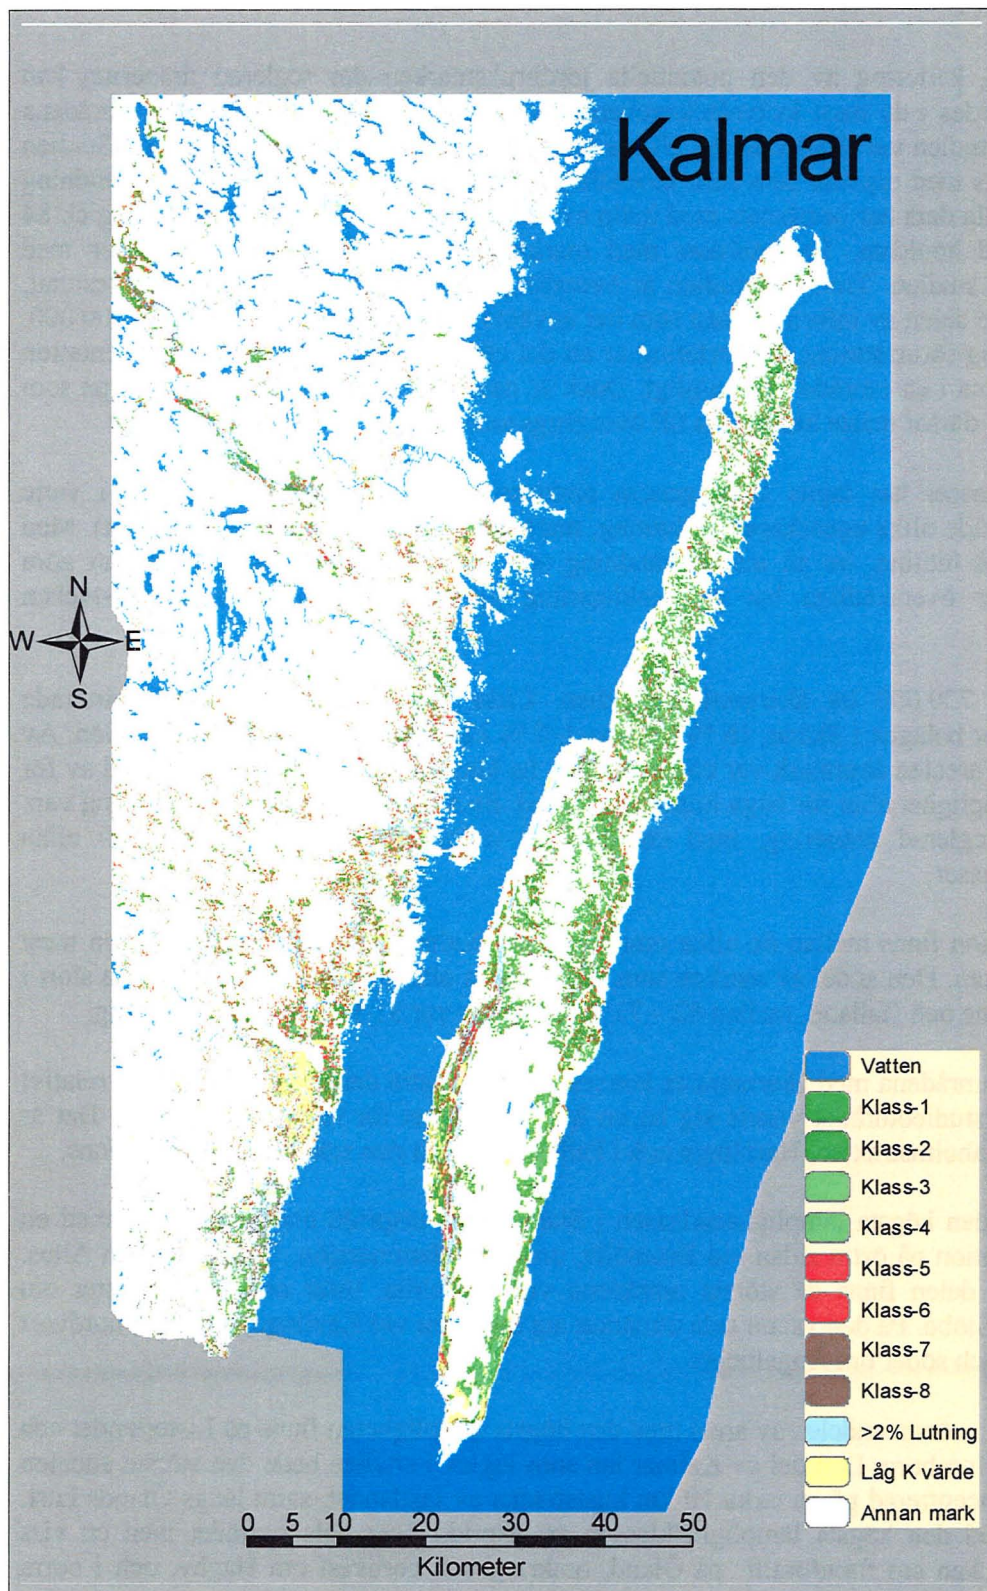 Kalmar
N
W E
S
Vatten
Klass-1
Klass-2
Klass-3
Klass-4
Klass-5
Klass-6
Klass-7
Klass-8
>2% Lutning
Låg K värde
Annan mark
0 5 10 20 30 40 50
Kilometer